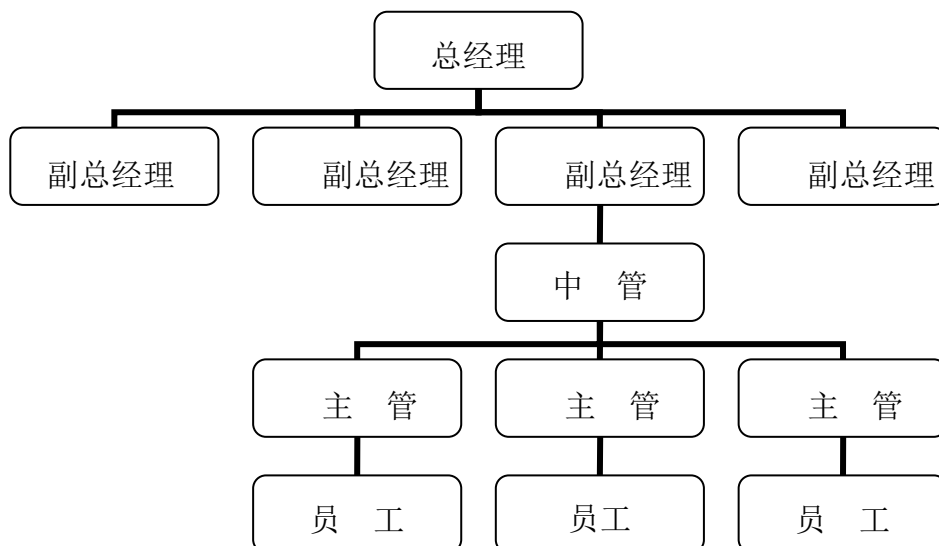 总经理
副总经理
副总经理
副总经理
副总经理
中 管
主 管
主 管
主 管
员 工
员工
员 工